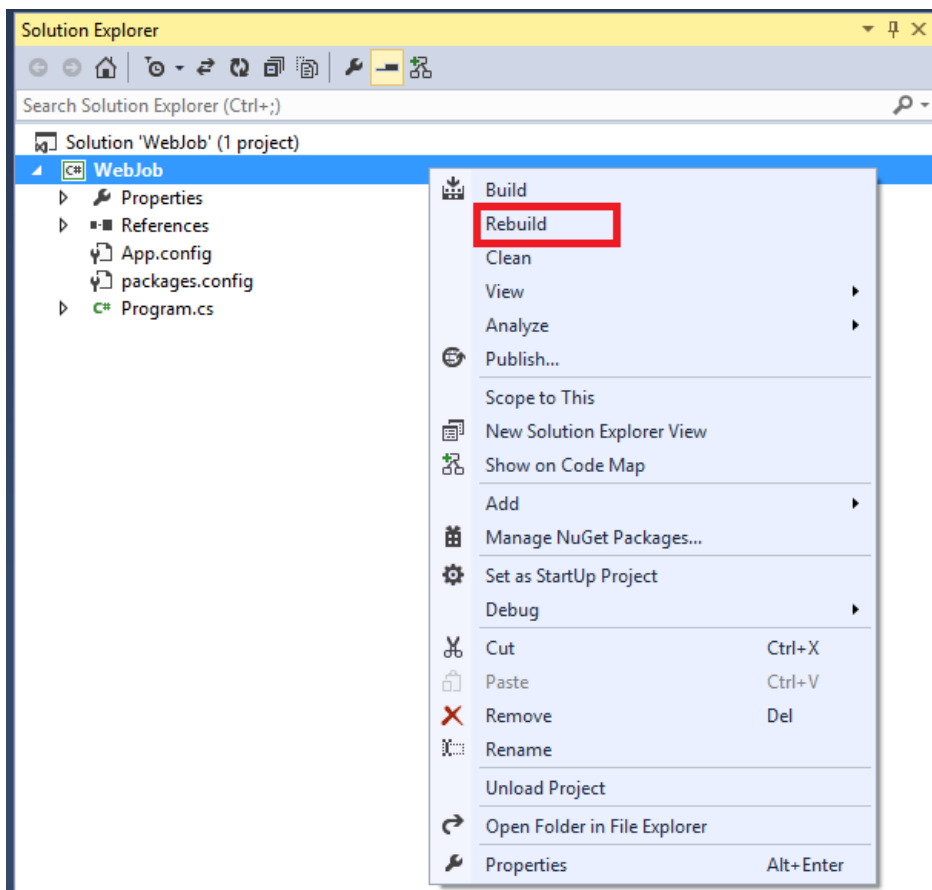 Solution Explorer
Search Solution Explorer (Ctrl+;)
Solution 'WebJob' (1 project)
C# WebJob
Properties
References
App.config
packages.config
C# Program.cs
Build
Rebuild
Clean
View
Analyze
Publish...
Scope to This
New Solution Explorer View
Show on Code Map
Add
Manage NuGet Packages...
Set as StartUp Project
Debug
Cut Ctrl+X
Paste Ctrl+V
Remove Del
Rename
Unload Project
Open Folder in File Explorer
Properties Alt+Enter